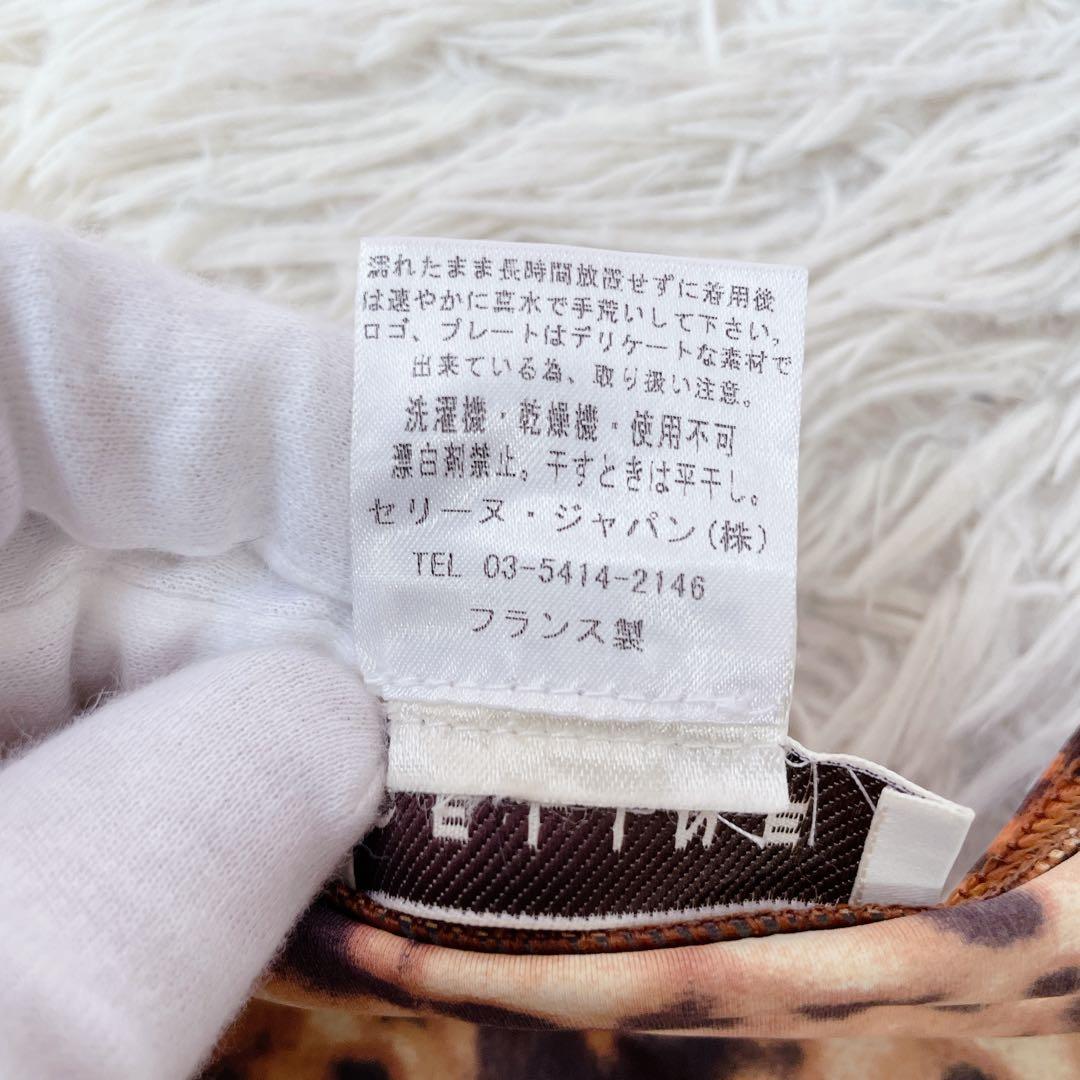 濡れたまま長時間放置せずに着用後
は速やかに真水で手荒いして下さい。
ロゴ、プレートはデリケートな素材で
出来ている為、取り扱い注意。
洗濯機・乾燥機・使用不可
漂白剤禁止。干すときは平干し。
セリーヌ・ジャパン(株)
TEL 03-5414-2146
フランス製